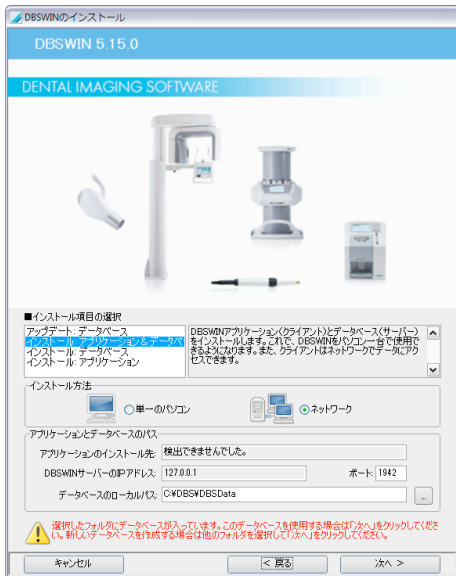 DBSWINのインストール
DBSWIN 5.15.0
DENTAL IMAGING SOFTWARE
■インストール項目の選択
アップデート: データベース
インストール: アプリケーション&データベ
インストール: データベース
インストール: アプリケーション
DBSWINアプリケーション(クライアント)とデータベース(サーバー)
をインストールします。これで、DBSWINをパソコン一台で使用で
きるようになります。また、クライアントはネットワークでデータにアク
セスできます。
インストール方法
単一のパソコン
ネットワーク
アプリケーションとデータベースのパス
アプリケーションのインストール先: 検出できませんでした。
DBSWINサーバーのIPアドレス: 127.0.0.1 ポート: 1942
データベースのローカルパス: C:¥DBS¥DBSData ...
選択したフォルダにデータベースが入っています。このデータベースを使用する場合は「次へ」をクリックしてくださ
い。新しいデータベースを作成する場合は他のフォルダを選択して「次へ」をクリックしてください。
キャンセル < 戻る 次へ >